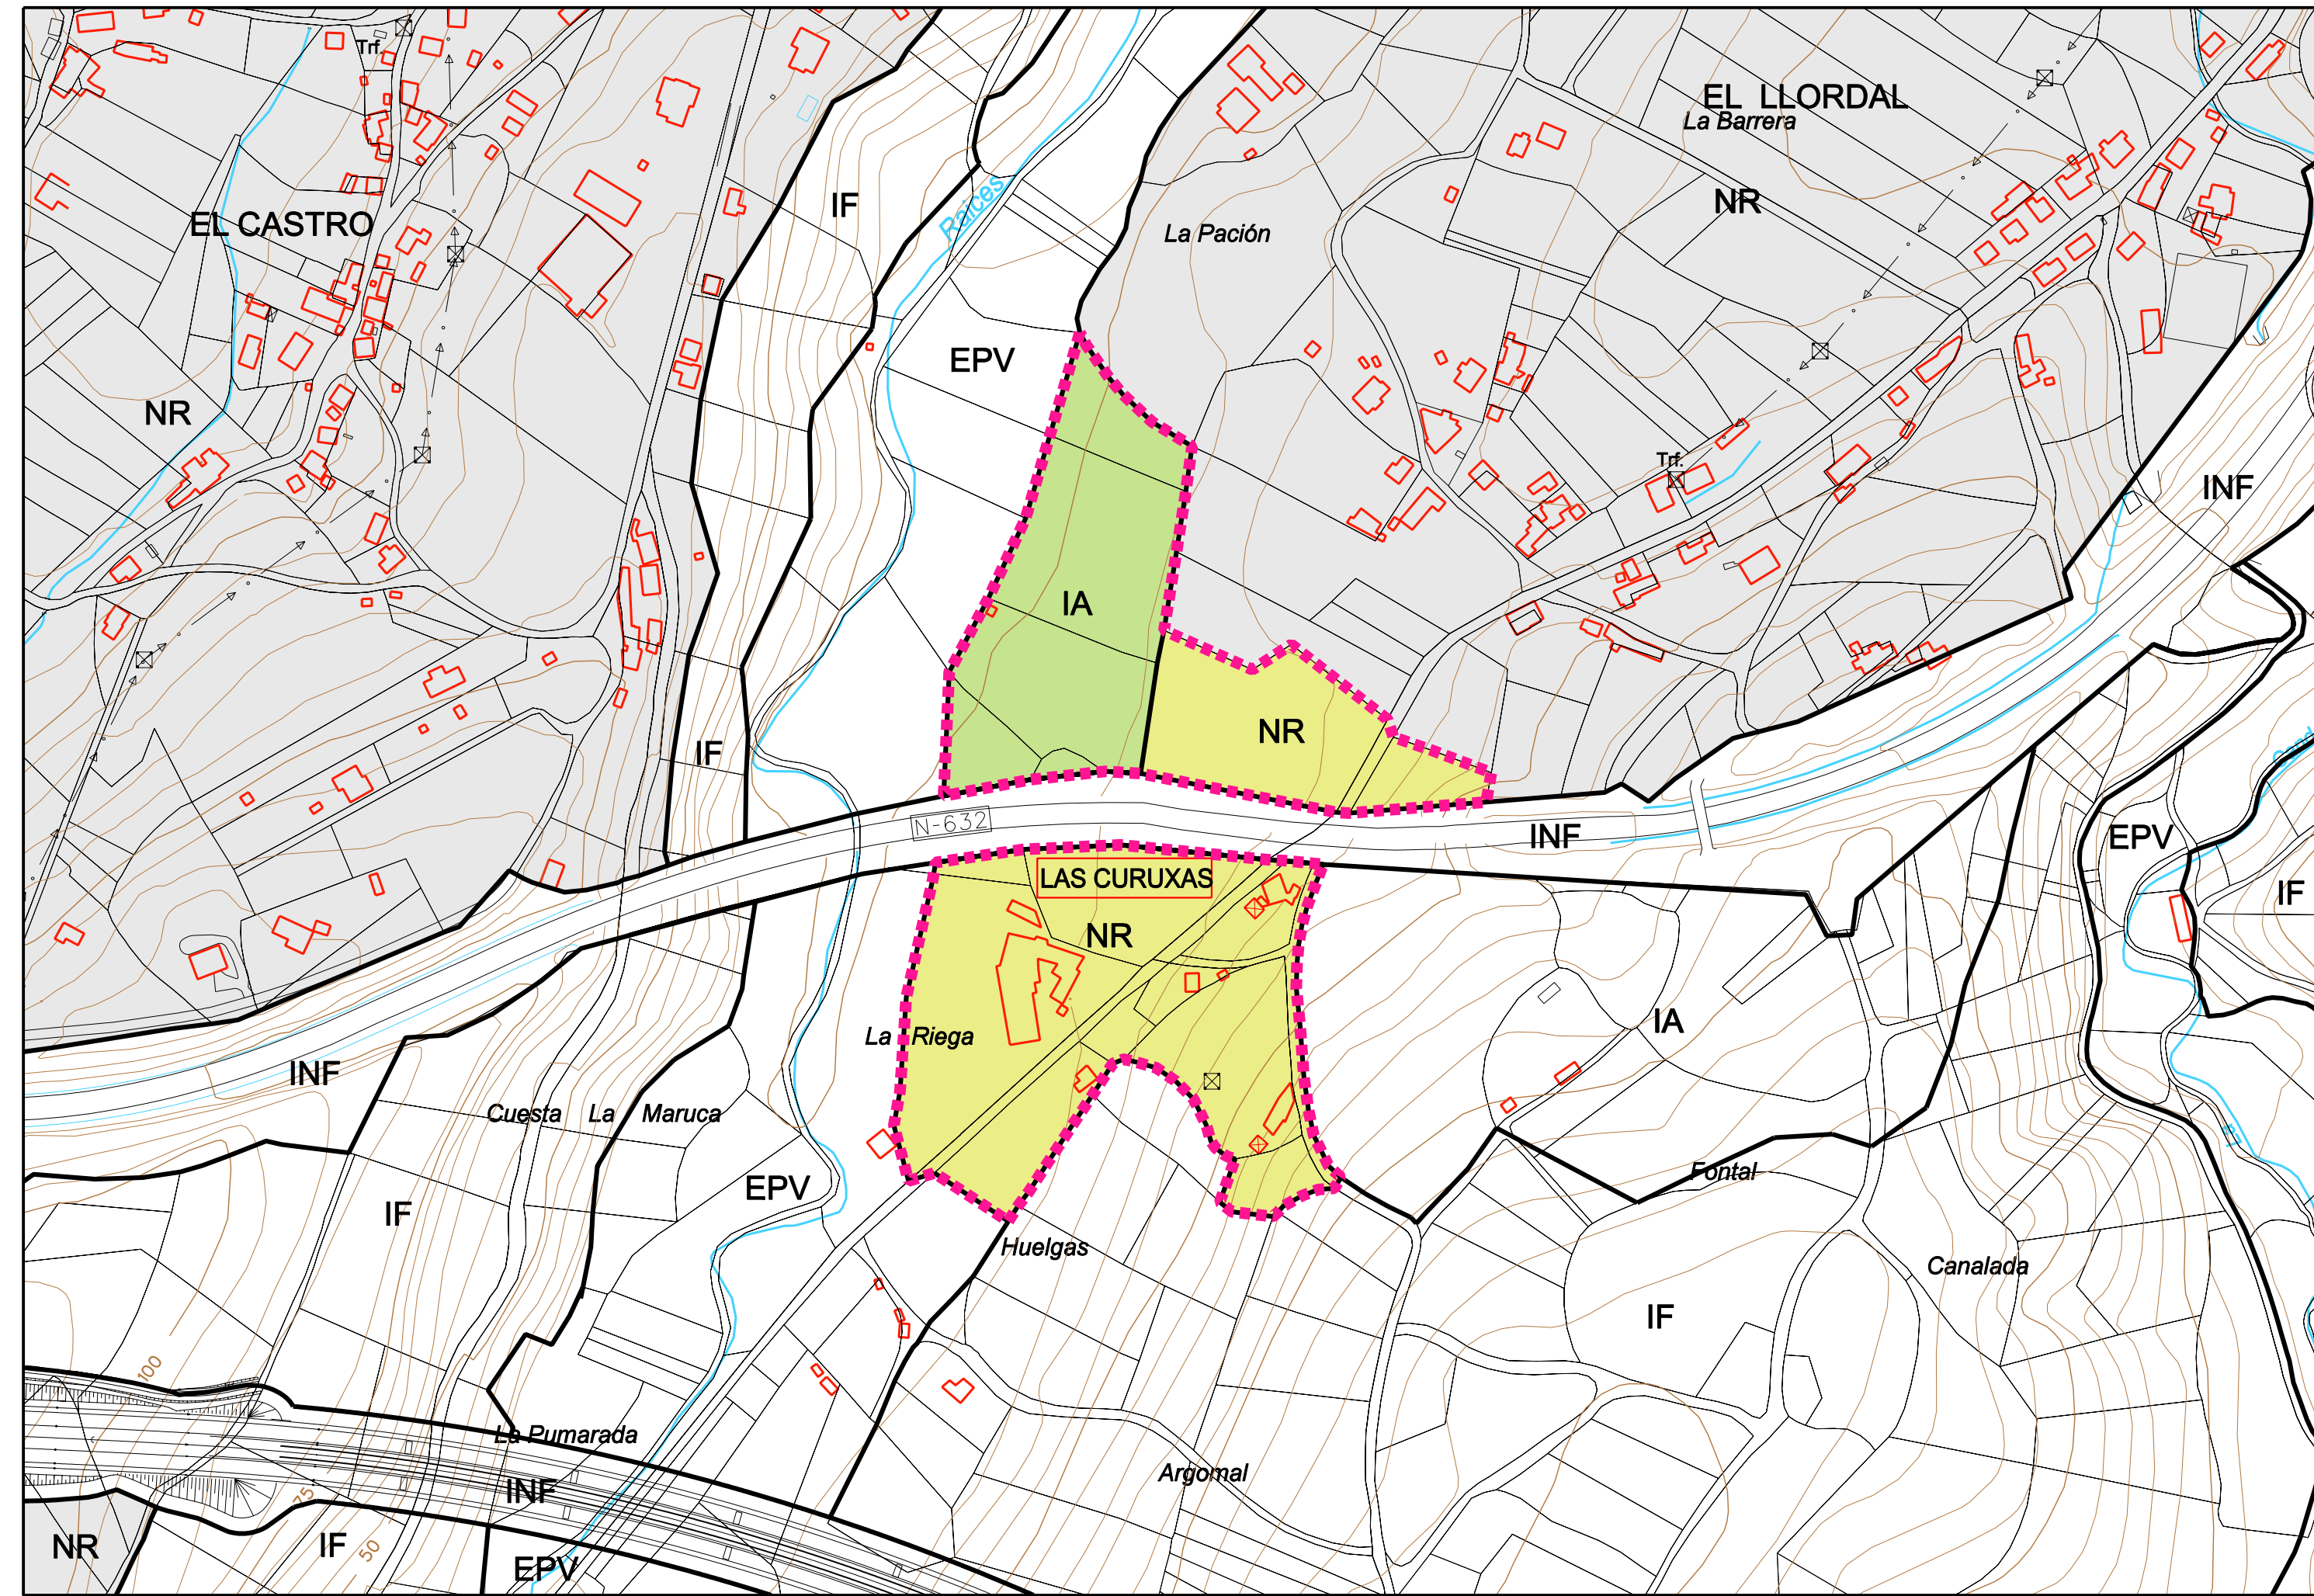 Trf.
EL LLORDAL
La Barrera
IF
NR
Raíces
EL CASTRO
La Pación
EPV
NR
Trf.
INF
IA
NR
IF
N-632
INF
EPV
LAS CURUXAS
IF
NR
IA
La Riega
INF
Cuesta La Maruca
Fontal
EPV
IF
Huelgas
Canalada
IF
100
La Pumarada
Argomal
INF
75
NR
IF
50
EPV